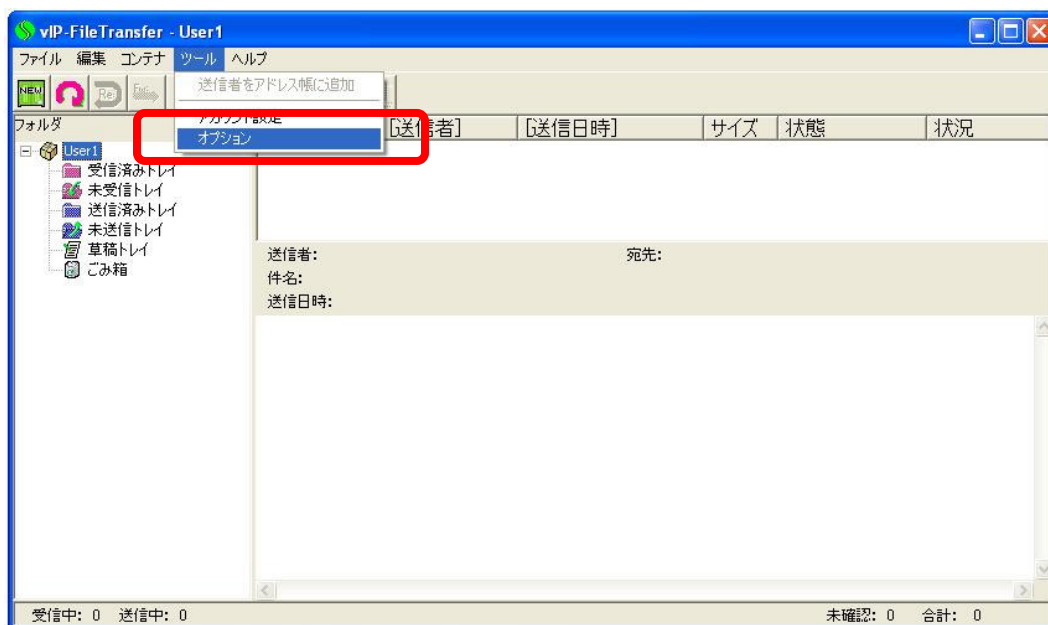 vIP-FileTransfer - User1
ファイル 編集 コンテナ ツール ヘルプ
NEW Re
送信者をアドレス帳に追加
アカウント設定
オプション
フォルダ [送信者] [送信日時] サイズ 状態 状況
User1
受信済みトレイ
未受信トレイ
送信済みトレイ
未送信トレイ
草稿トレイ
ごみ箱
送信者: 宛先:
件名:
送信日時:
受信中: 0 送信中: 0 未確認: 0 合計: 0